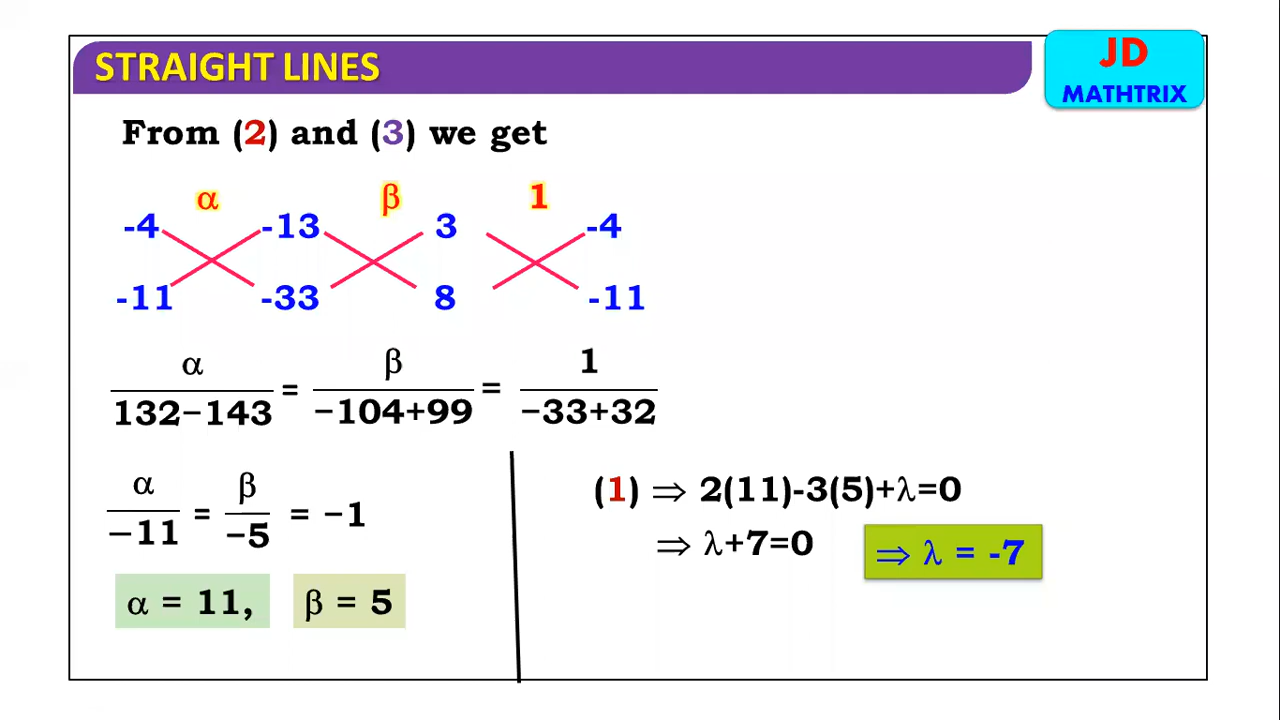 STRAIGHT LINES
JD
MATHTRIX
From (2) and (3) we get
α β 1
-4 -13 3 -4
-11 -33 8 -11
α/(132−143) = β/(−104+99) = 1/(−33+32)
α/−11 = β/−5 = −1
α = 11, β = 5
(1) ⇒ 2(11)-3(5)+λ=0
⇒ λ+7=0 ⇒ λ = -7